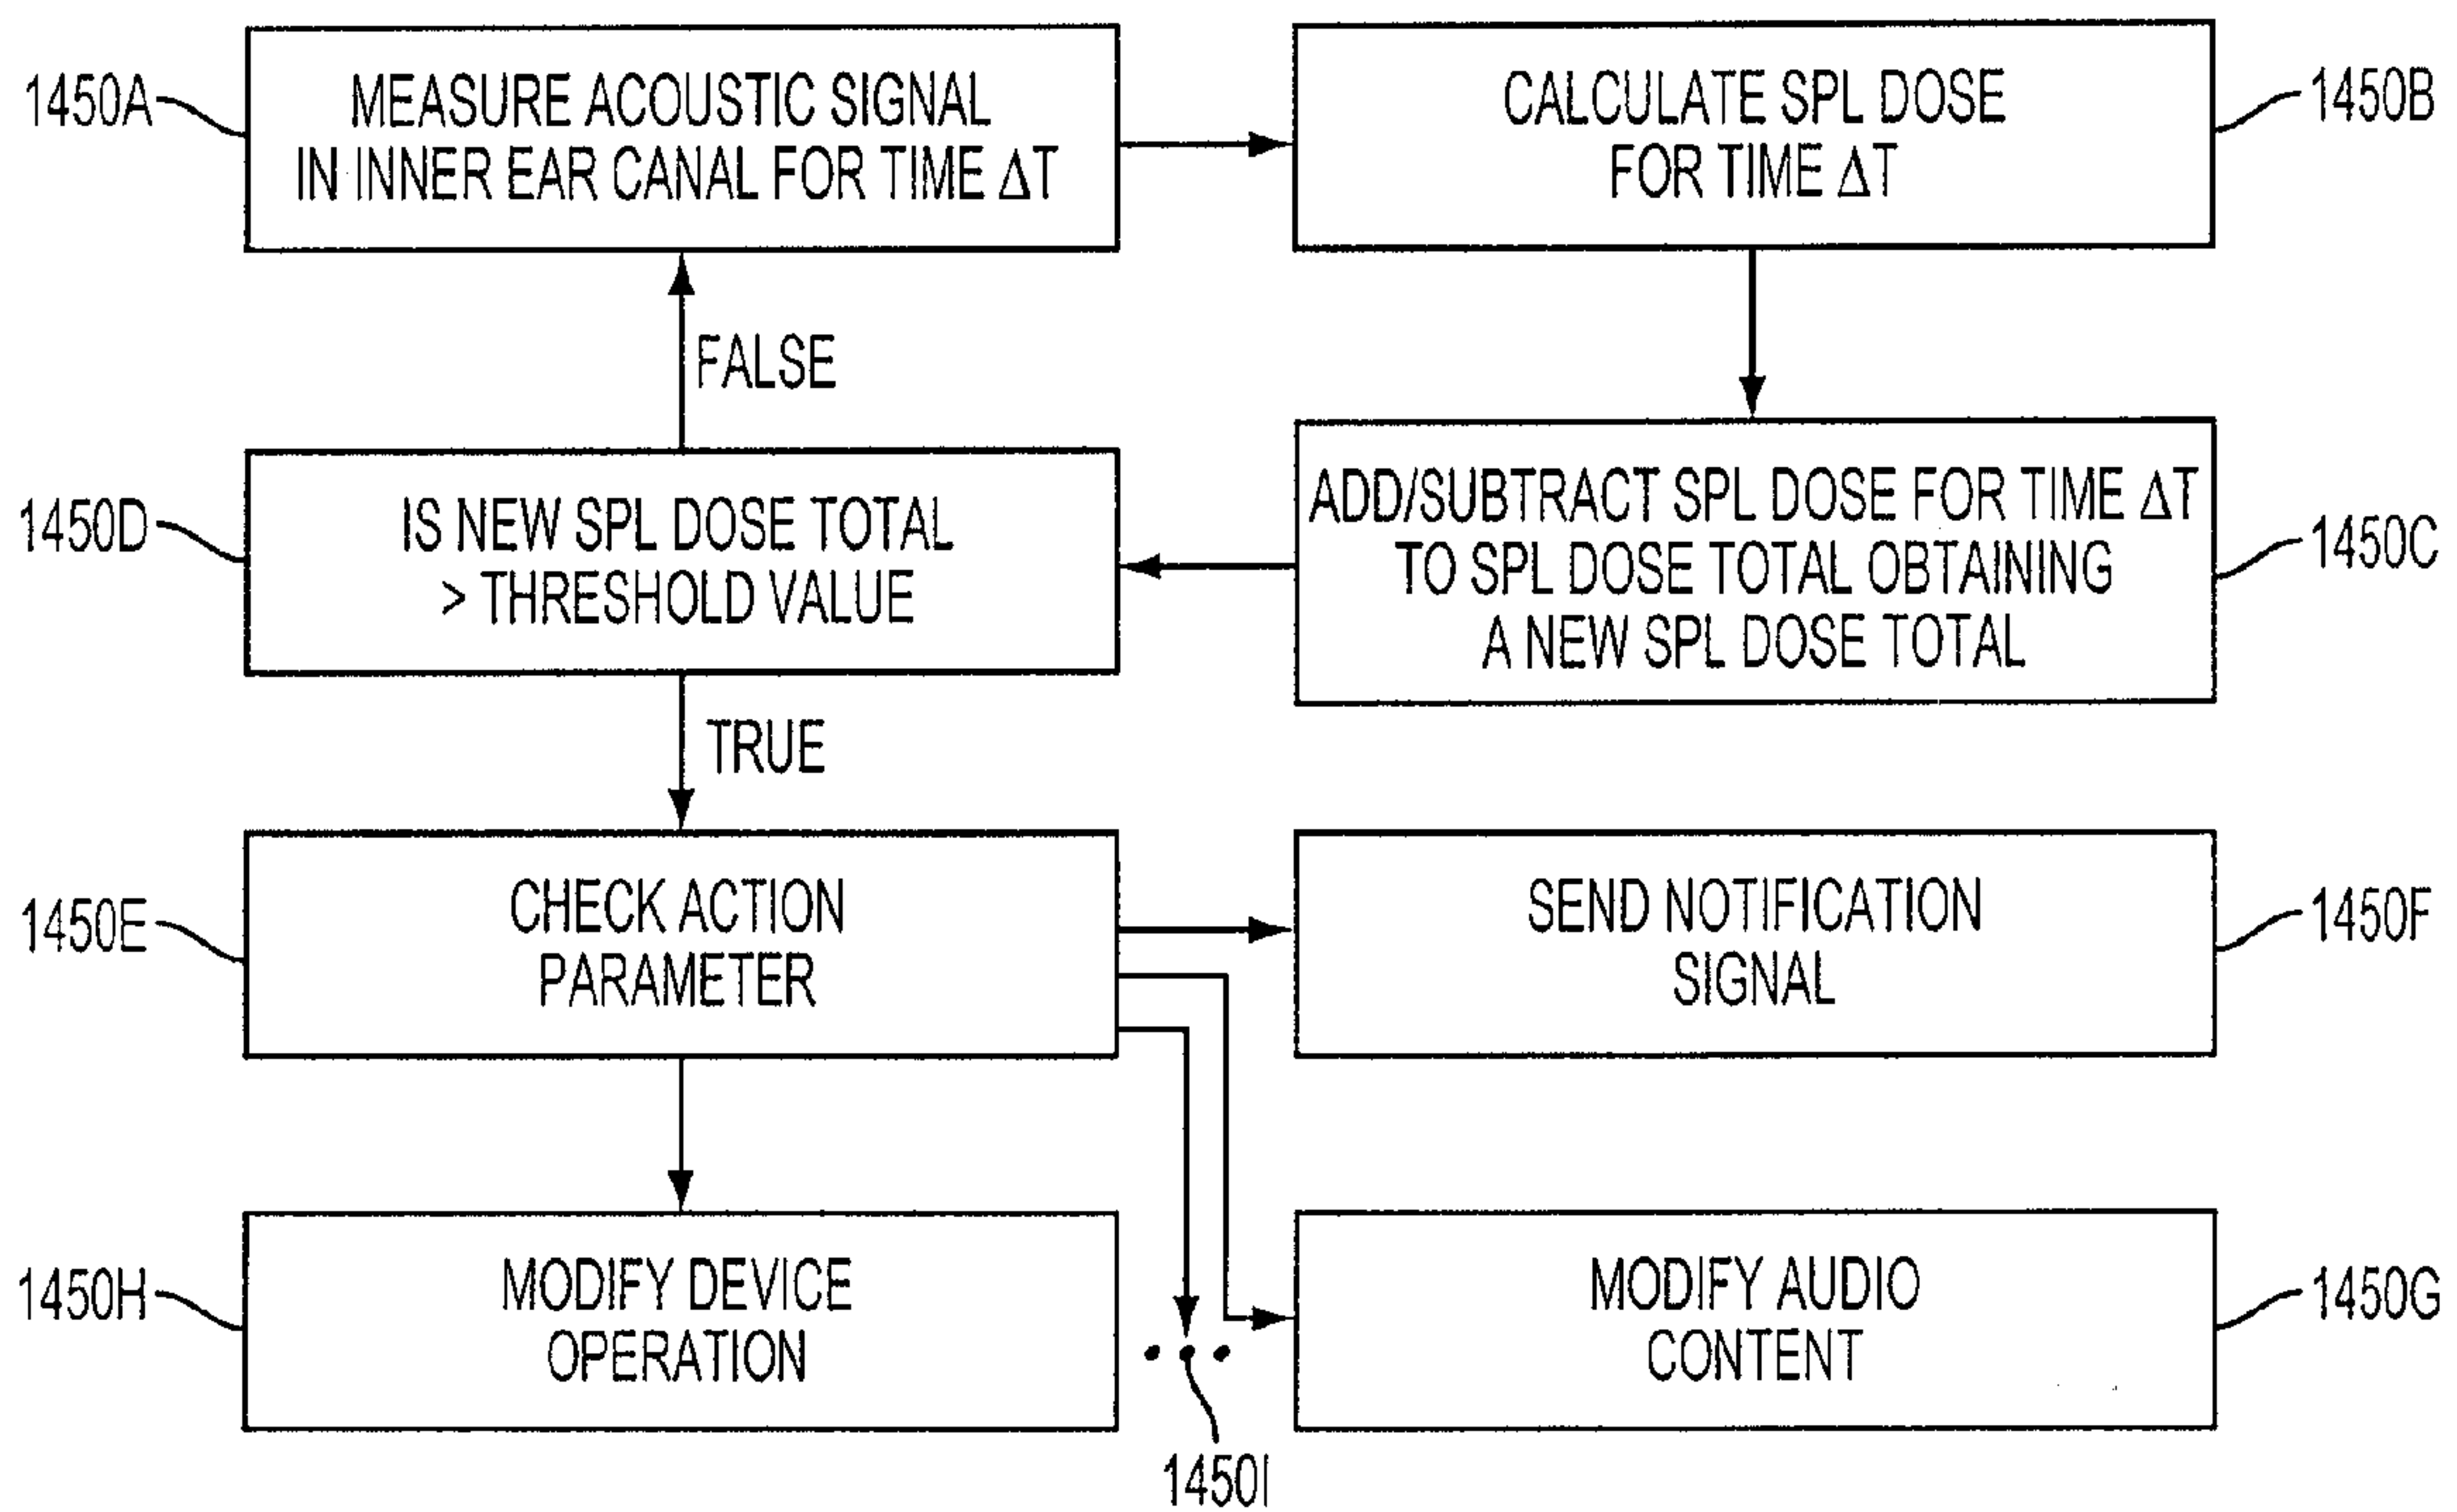 1450A
MEASURE ACOUSTIC SIGNAL
IN INNER EAR CANAL FOR TIME ΔT
CALCULATE SPL DOSE
FOR TIME ΔT
1450B
FALSE
1450D
IS NEW SPL DOSE TOTAL
> THRESHOLD VALUE
ADD/SUBTRACT SPL DOSE FOR TIME ΔT
TO SPL DOSE TOTAL OBTAINING
A NEW SPL DOSE TOTAL
1450C
TRUE
1450E
CHECK ACTION
PARAMETER
SEND NOTIFICATION
SIGNAL
1450F
1450H
MODIFY DEVICE
OPERATION
MODIFY AUDIO
CONTENT
1450G
• • •
1450I